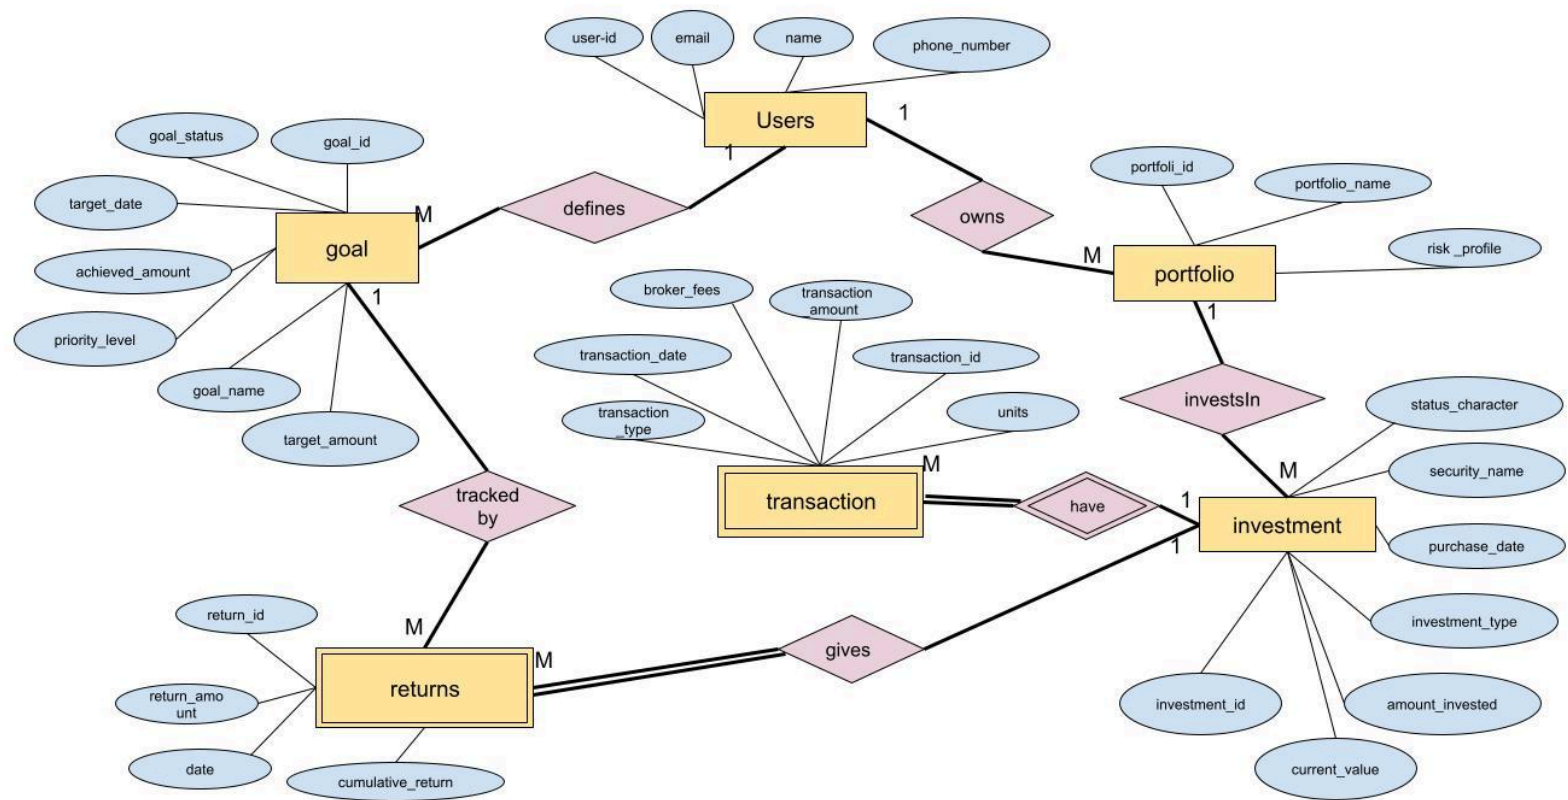 user-id
email
name
phone_number
Users
1
1
goal_status
goal_id
target_date
achieved_amount
priority_level
goal_name
target_amount
goal
M
1
defines
owns
M
portfoli_id
portfolio_name
risk _profile
portfolio
1
broker_fees
transaction
_amount
transaction_date
transaction_id
transaction
_type
units
transaction
M
have
1
1
investsIn
M
status_character
security_name
purchase_date
investment_type
amount_invested
current_value
investment_id
investment
tracked
by
M
return_id
return_amo
unt
date
cumulative_return
returns
M
gives